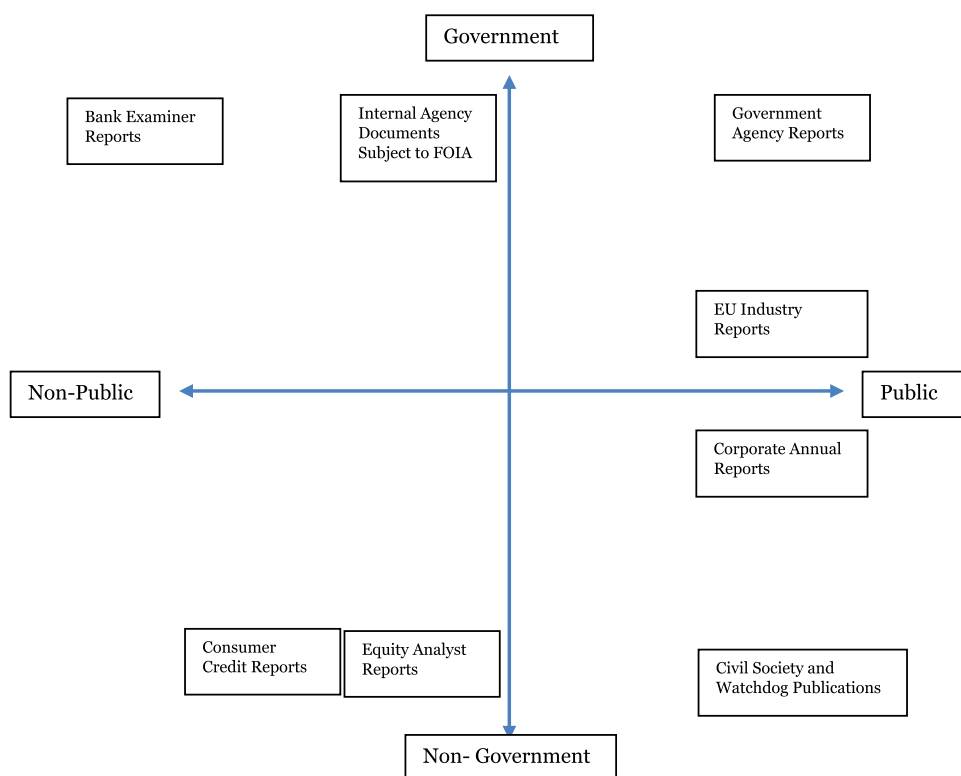 Government
Bank Examiner
Reports
Internal Agency
Documents
Subject to FOIA
Government
Agency Reports
EU Industry
Reports
Non-Public
Public
Corporate Annual
Reports
Consumer
Credit Reports
Equity Analyst
Reports
Civil Society and
Watchdog Publications
Non- Government